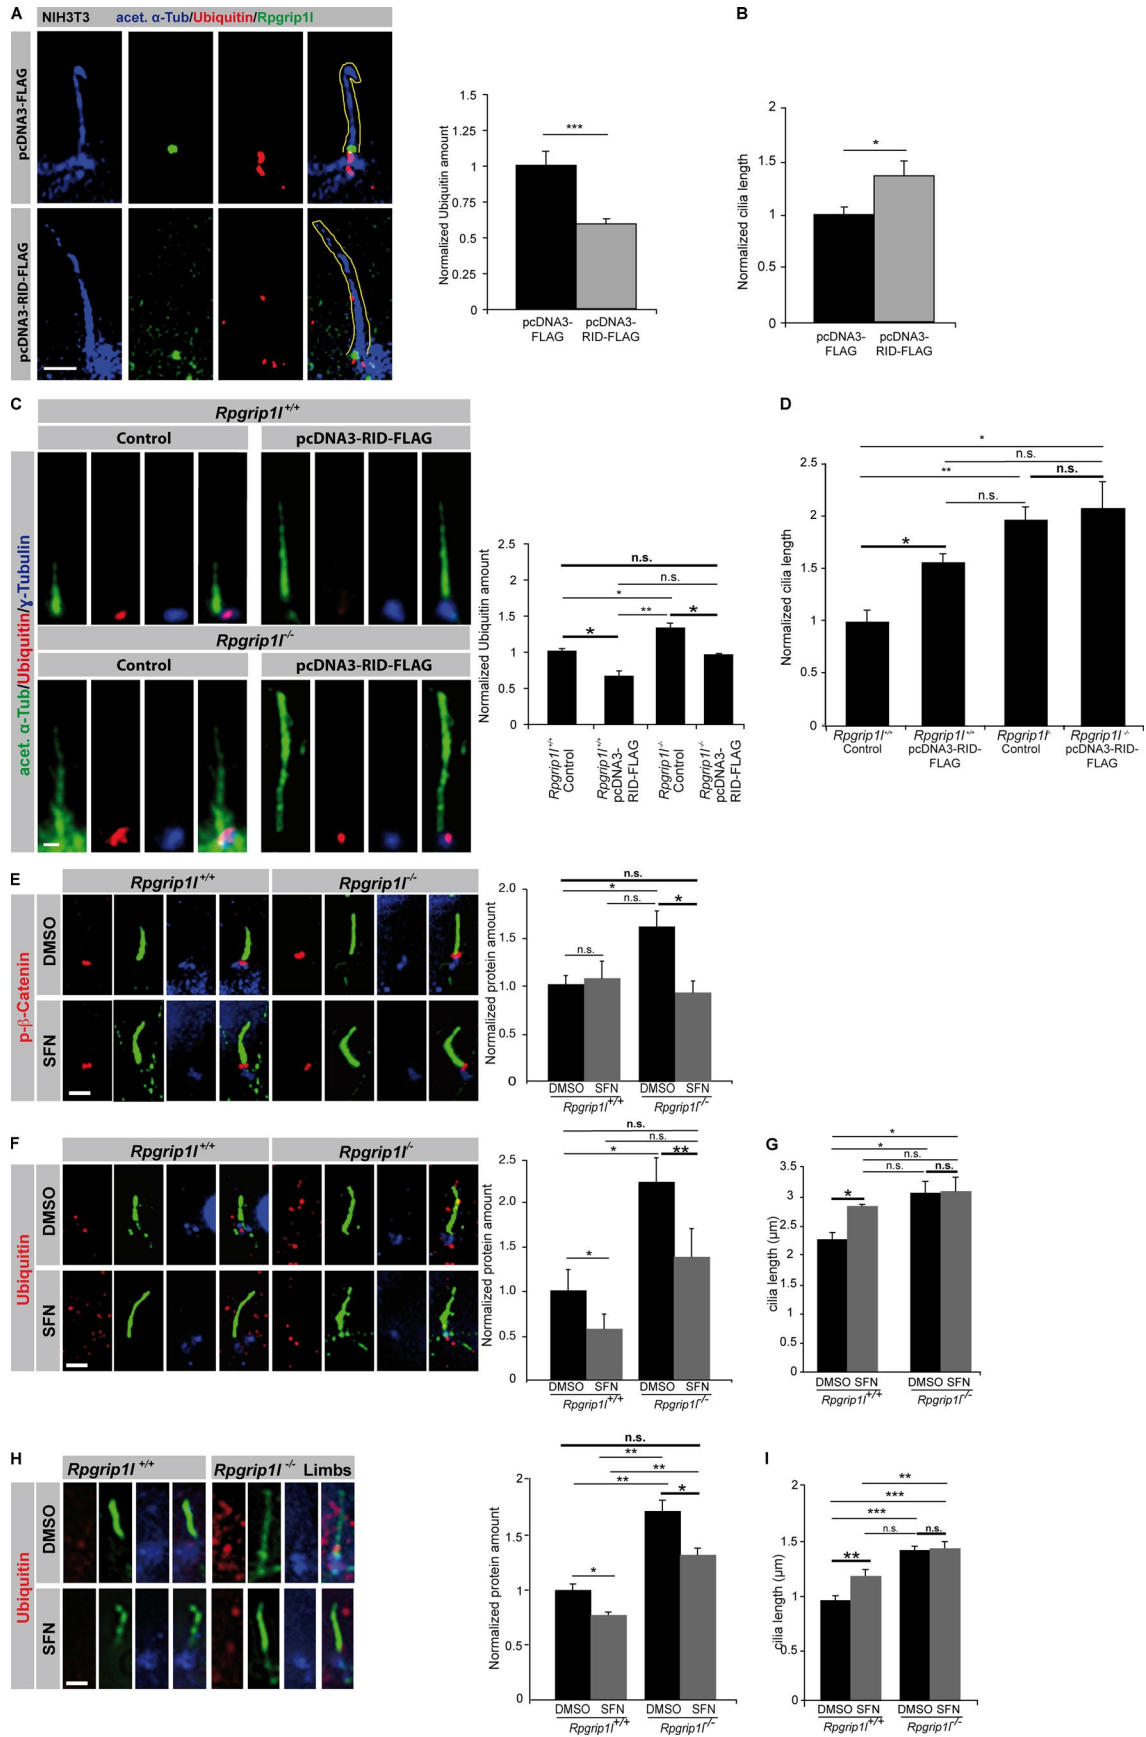 A
NIH3T3 acet. α-Tub/Ubiquitin/Rpgrip1l
pcDNA3-FLAG
pcDNA3-RID-FLAG
Normalized Ubiquitin amount
1.5
1.25
1
0.75
0.5
0.25
0
***
pcDNA3-
FLAG
pcDNA3-
RID-FLAG
B
Normalized cilia length
2
1.5
1
0.5
0
*
pcDNA3-
FLAG
pcDNA3-
RID-FLAG
C
Rpgrip1l +/+
Control
pcDNA3-RID-FLAG
acet. α-Tub/Ubiquitin/γ-Tubulin
Rpgrip1l -/-
Control
pcDNA3-RID-FLAG
Normalized Ubiquitin amount
2.5
2
1.5
1
0.5
0
n.s.
n.s.
*
** *
*
Rpgrip1l +/+
Control
Rpgrip1l +/+
pcDNA3-
RID-FLAG
Rpgrip1l -/-
Control
Rpgrip1l -/-
pcDNA3-
RID-FLAG
D
Normalized cilia length
2.5
2
1.5
1
0.5
0
*
n.s.
** n.s.
n.s.
*
Rpgrip1l +/+
Control
Rpgrip1l +/+
pcDNA3-RID-
FLAG
Rpgrip1l -/-
Control
Rpgrip1l -/-
pcDNA3-RID-
FLAG
E
Rpgrip1l +/+ Rpgrip1l -/-
p-β-Catenin
DMSO
SFN
Normalized protein amount
2.0
1.5
1.0
0.5
0
n.s.
*
n.s. *
n.s.
DMSO SFN DMSO SFN
Rpgrip1l +/+ Rpgrip1l -/-
F
Rpgrip1l +/+ Rpgrip1l -/-
Ubiquitin
DMSO
SFN
Normalized protein amount
2.5
2.0
1.5
1.0
0.5
0
n.s.
n.s.
* **
*
DMSO SFN DMSO SFN
Rpgrip1l +/+ Rpgrip1l -/-
G
cilia length (µm)
3.5
3
2.5
2
1.5
1
0.5
0
*
*
n.s.
n.s. n.s.
*
DMSO SFN DMSO SFN
Rpgrip1l +/+ Rpgrip1l -/-
H
Rpgrip1l +/+ Rpgrip1l -/- Limbs
Ubiquitin
DMSO
SFN
Normalized protein amount
2
1.5
1
0.5
0
n.s.
**
**
**
*
*
DMSO SFN DMSO SFN
Rpgrip1l +/+ Rpgrip1l -/-
I
cilia length (µm)
2
1.5
1
0.5
0
**
***
***
n.s. n.s.
**
DMSO SFN DMSO SFN
Rpgrip1l +/+ Rpgrip1l -/-